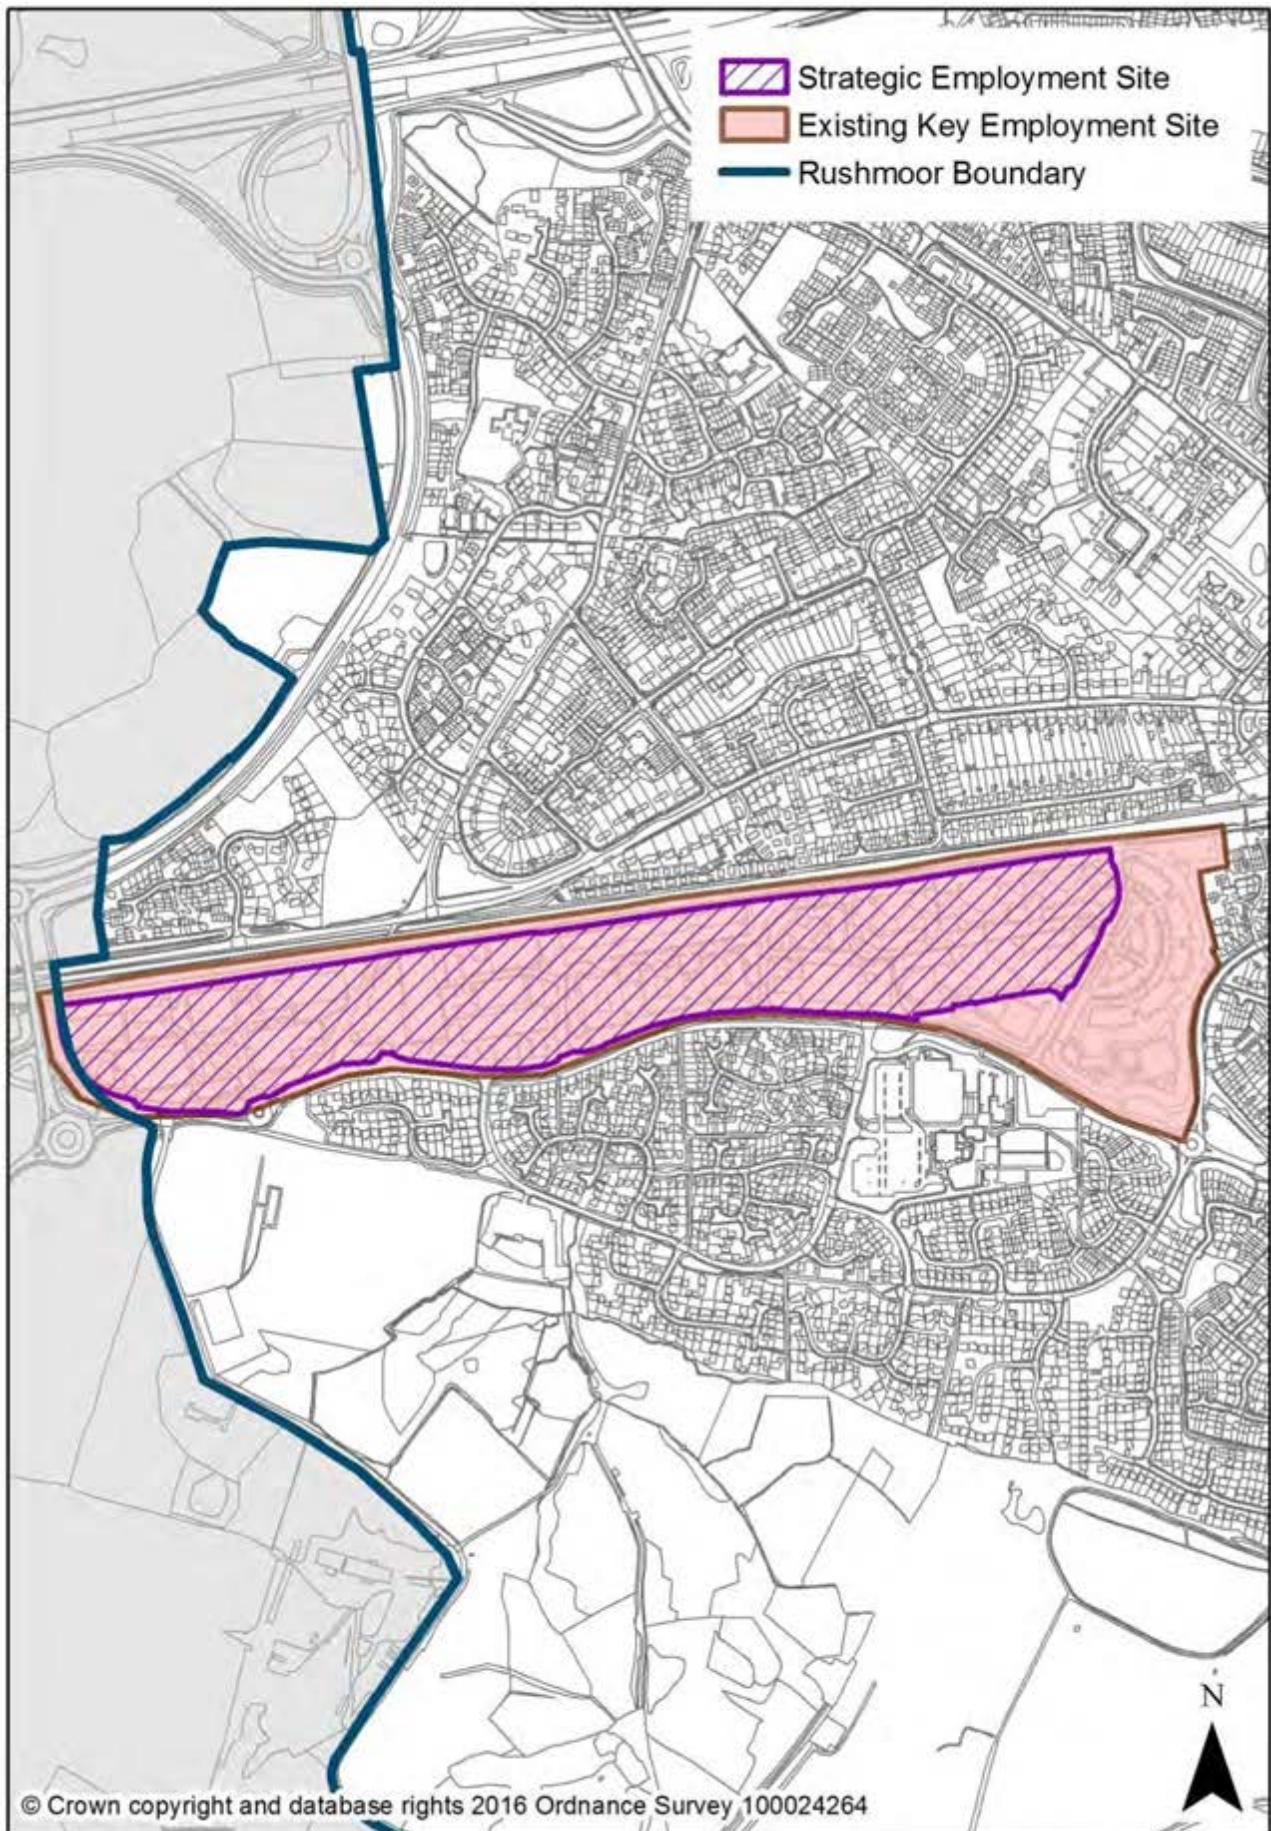 Strategic Employment Site
Existing Key Employment Site
Rushmoor Boundary
N
© Crown copyright and database rights 2016 Ordnance Survey 100024264